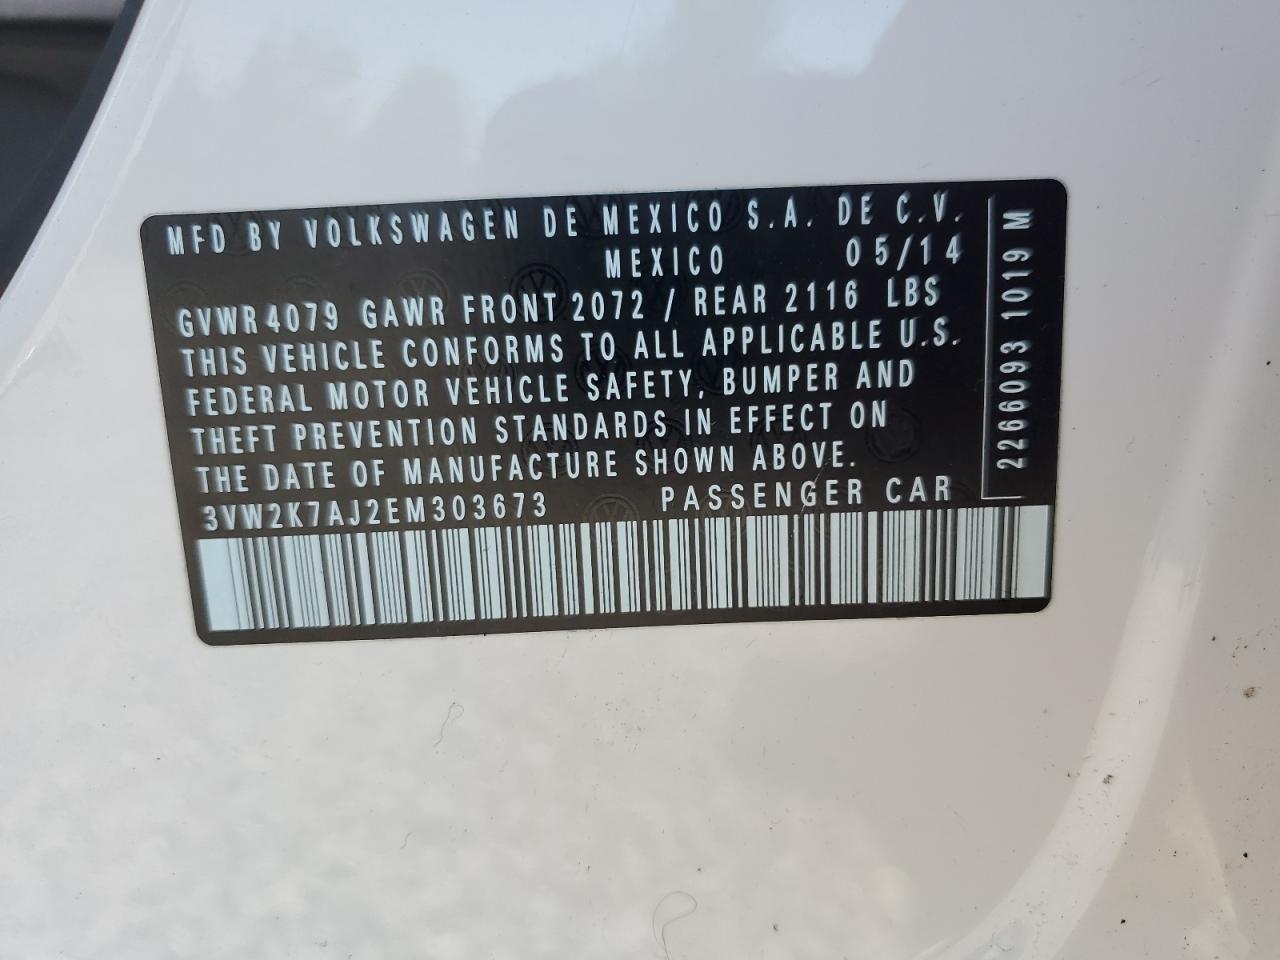 MFD BY VOLKSWAGEN DE MEXICO S.A. DE C.V.
MEXICO 05/14
GVWR 4079 GAWR FRONT 2072 / REAR 2116 LBS
THIS VEHICLE CONFORMS TO ALL APPLICABLE U.S.
FEDERAL MOTOR VEHICLE SAFETY, BUMPER AND
THEFT PREVENTION STANDARDS IN EFFECT ON
THE DATE OF MANUFACTURE SHOWN ABOVE.
3VW2K7AJ2EM303673 PASSENGER CAR
2266093 1019 M